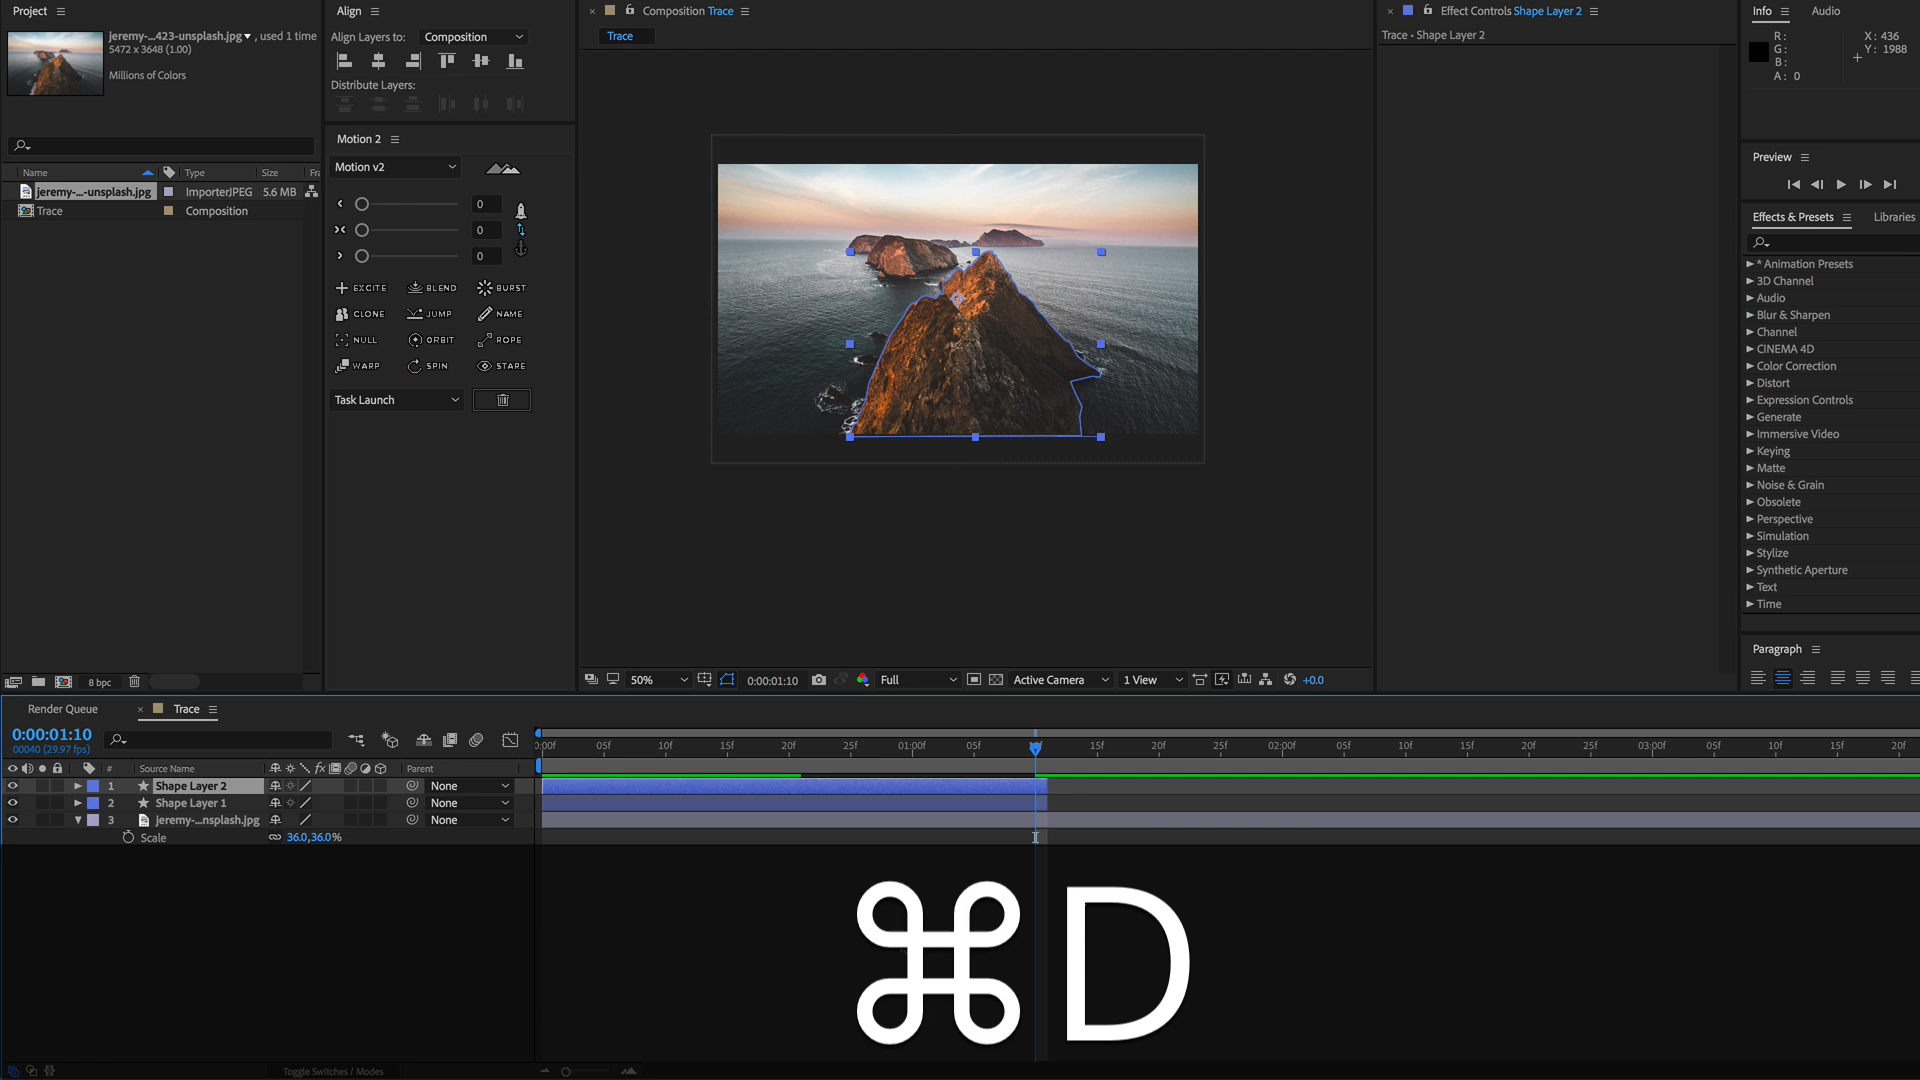 Project
jeremy-...423-unsplash.jpg , used 1 time
5472 x 3648 (1.00)
Millions of Colors
Name Type Size Fra
jeremy-...-unsplash.jpg ImporterJPEG 5.6 MB
Trace Composition
8 bpc
Align
Align Layers to: Composition
Distribute Layers:
Motion 2
Motion v2
0
0
0
EXCITE BLEND BURST
CLONE JUMP NAME
NULL ORBIT ROPE
WARP SPIN STARE
Task Launch
Composition Trace
Trace
50% 0:00:01:10 Full Active Camera 1 View +0.0
Effect Controls Shape Layer 2
Trace • Shape Layer 2
Info Audio
R:
G:
B:
A: 0
X: 436
Y: 1988
Preview
Effects & Presets Libraries
* Animation Presets
3D Channel
Audio
Blur & Sharpen
Channel
CINEMA 4D
Color Correction
Distort
Expression Controls
Generate
Immersive Video
Keying
Matte
Noise & Grain
Obsolete
Perspective
Simulation
Stylize
Synthetic Aperture
Text
Time
Paragraph
Render Queue Trace
0:00:01:10
00040 (29.97 fps)
0:00f 05f 10f 15f 20f 25f 01:00f 05f 15f 20f 25f 02:00f 05f 10f 15f 20f 25f 03:00f 05f 10f 15f 20f
# Source Name fx Parent
1 Shape Layer 2 None
2 Shape Layer 1 None
3 jeremy-...nsplash.jpg None
Scale 36.0,36.0%
⌘ D
Toggle Switches / Modes